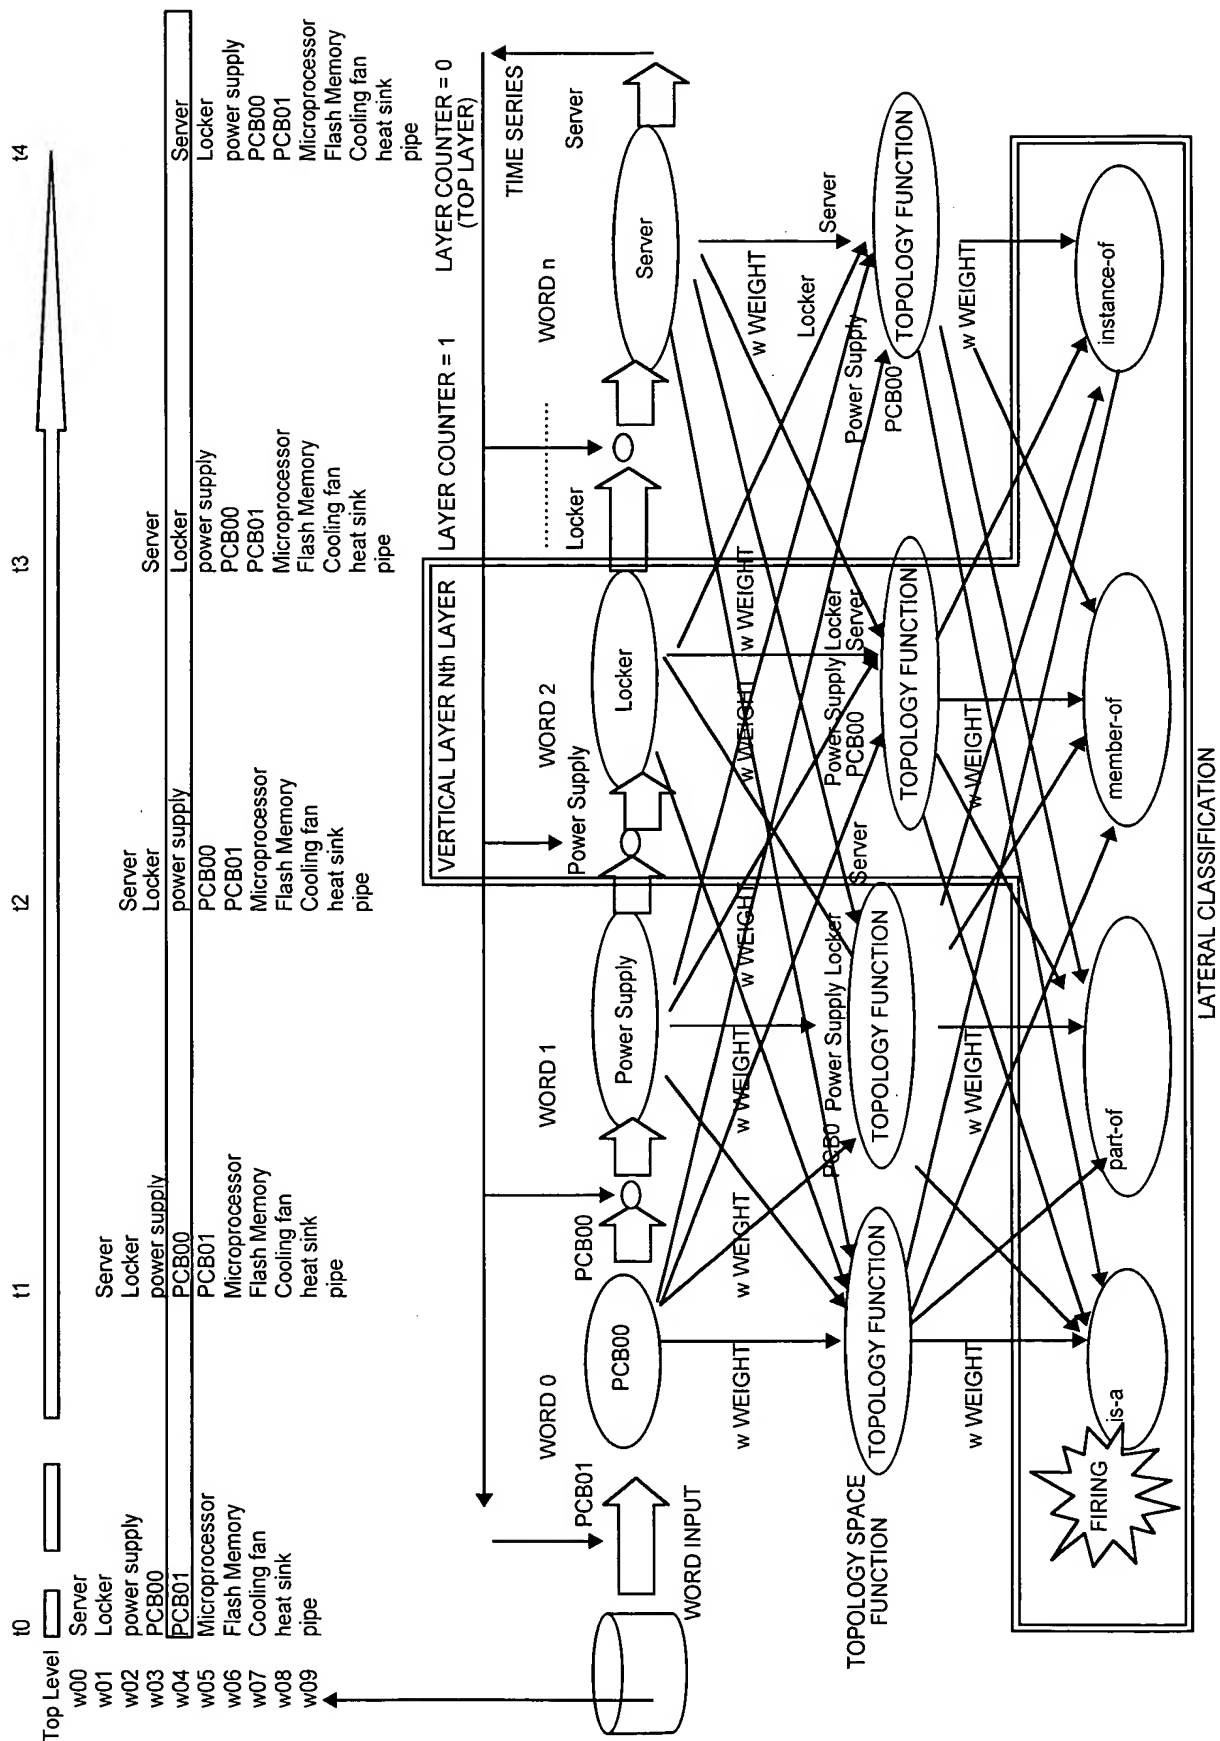 t0
t1
t2
t3
t4
Top Level
w00
w01
w02
w03
w04
w05
w06
w07
w08
w09
Server
Locker
power supply
PCB00
PCB01
Microprocessor
Flash Memory
Cooling fan
heat sink
pipe
Server
Locker
power supply
PCB00
PCB01
Microprocessor
Flash Memory
Cooling fan
heat sink
pipe
Server
Locker
power supply
PCB00
PCB01
Microprocessor
Flash Memory
Cooling fan
heat sink
pipe
Server
Locker
power supply
PCB00
PCB01
Microprocessor
Flash Memory
Cooling fan
heat sink
pipe
Server
Locker
power supply
PCB00
PCB01
Microprocessor
Flash Memory
Cooling fan
heat sink
pipe
VERTICAL LAYER Nth LAYER
LAYER COUNTER = 1
LAYER COUNTER = 0
(TOP LAYER)
TIME SERIES
WORD 0
WORD 1
WORD 2
WORD n
PCB01
PCB00
Power Supply
Locker
Server
PCB00
Power Supply
Locker
Server
WORD INPUT
w WEIGHT
w WEIGHT
w WEIGHT
w WEIGHT
w WEIGHT
w WEIGHT
w WEIGHT
Server
Locker
Power Supply
PCB00
Power Supply Locker
PCB00
Server
Server
PCB0 Power Supply Locker
TOPOLOGY SPACE
FUNCTION
TOPOLOGY FUNCTION
TOPOLOGY FUNCTION
TOPOLOGY FUNCTION
TOPOLOGY FUNCTION
w WEIGHT
w WEIGHT
w WEIGHT
w WEIGHT
FIRING
is-a
part-of
member-of
instance-of
LATERAL CLASSIFICATION